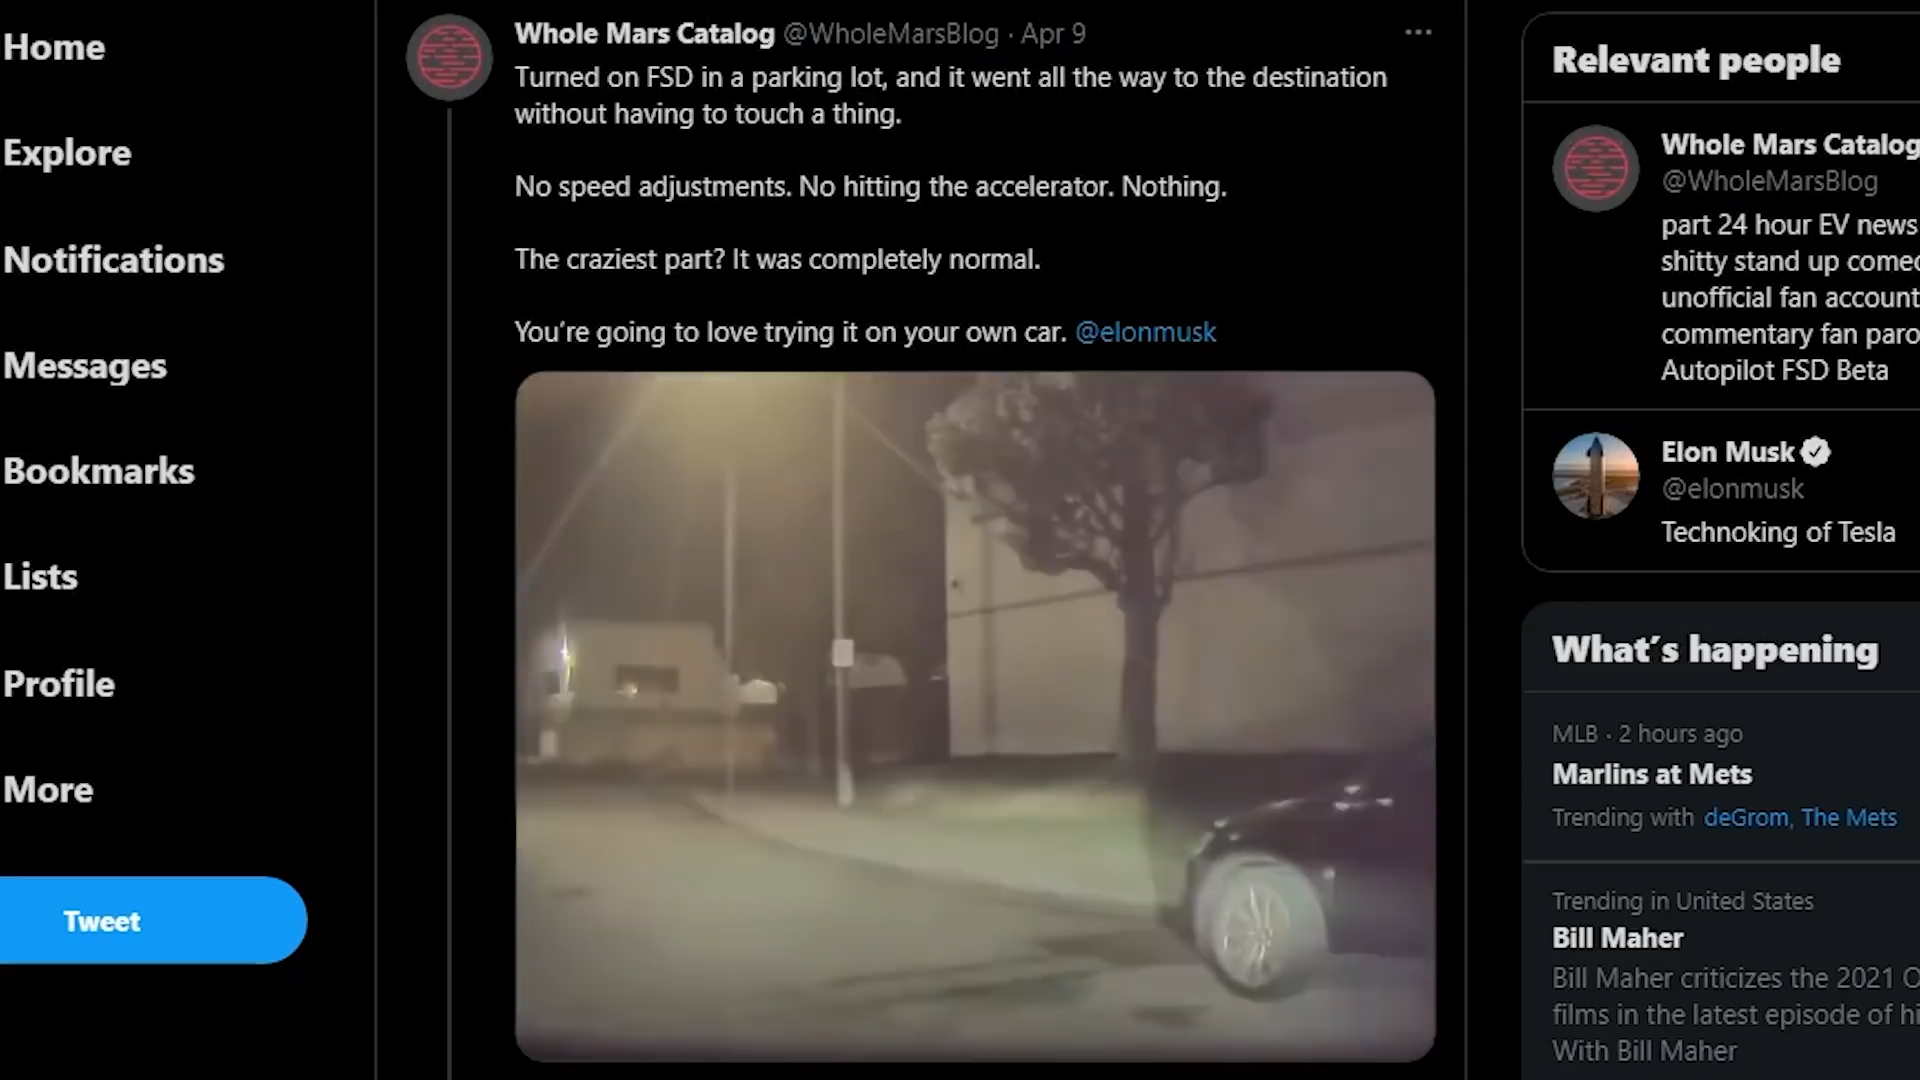 Home
Explore
Notifications
Messages
Bookmarks
Lists
Profile
More
Tweet
Whole Mars Catalog @WholeMarsBlog · Apr 9
Turned on FSD in a parking lot, and it went all the way to the destination
without having to touch a thing.
No speed adjustments. No hitting the accelerator. Nothing.
The craziest part? It was completely normal.
You're going to love trying it on your own car. @elonmusk
Relevant people
Whole Mars Catalog
@WholeMarsBlog
part 24 hour EV news
shitty stand up come
unofficial fan account
commentary fan paro
Autopilot FSD Beta
Elon Musk
@elonmusk
Technoking of Tesla
What's happening
MLB · 2 hours ago
Marlins at Mets
Trending with deGrom, The Mets
Trending in United States
Bill Maher
Bill Maher criticizes the 2021 O
films in the latest episode of hi
With Bill Maher